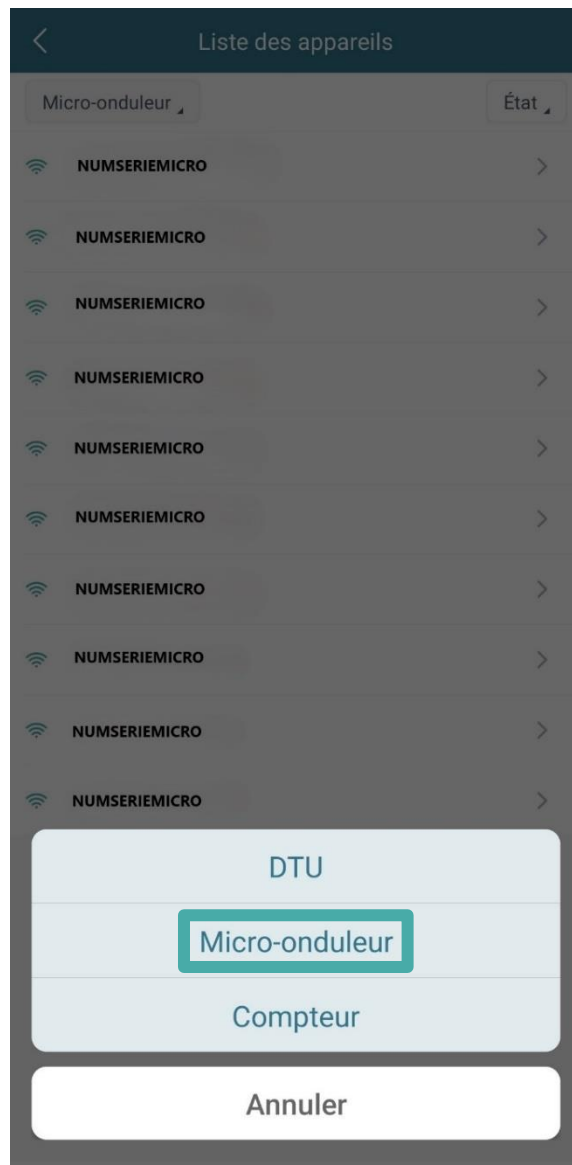 Liste des appareils
Micro-onduleur État
NUMSERIEMICRO
NUMSERIEMICRO
NUMSERIEMICRO
NUMSERIEMICRO
NUMSERIEMICRO
NUMSERIEMICRO
NUMSERIEMICRO
NUMSERIEMICRO
NUMSERIEMICRO
NUMSERIEMICRO
DTU
Micro-onduleur
Compteur
Annuler